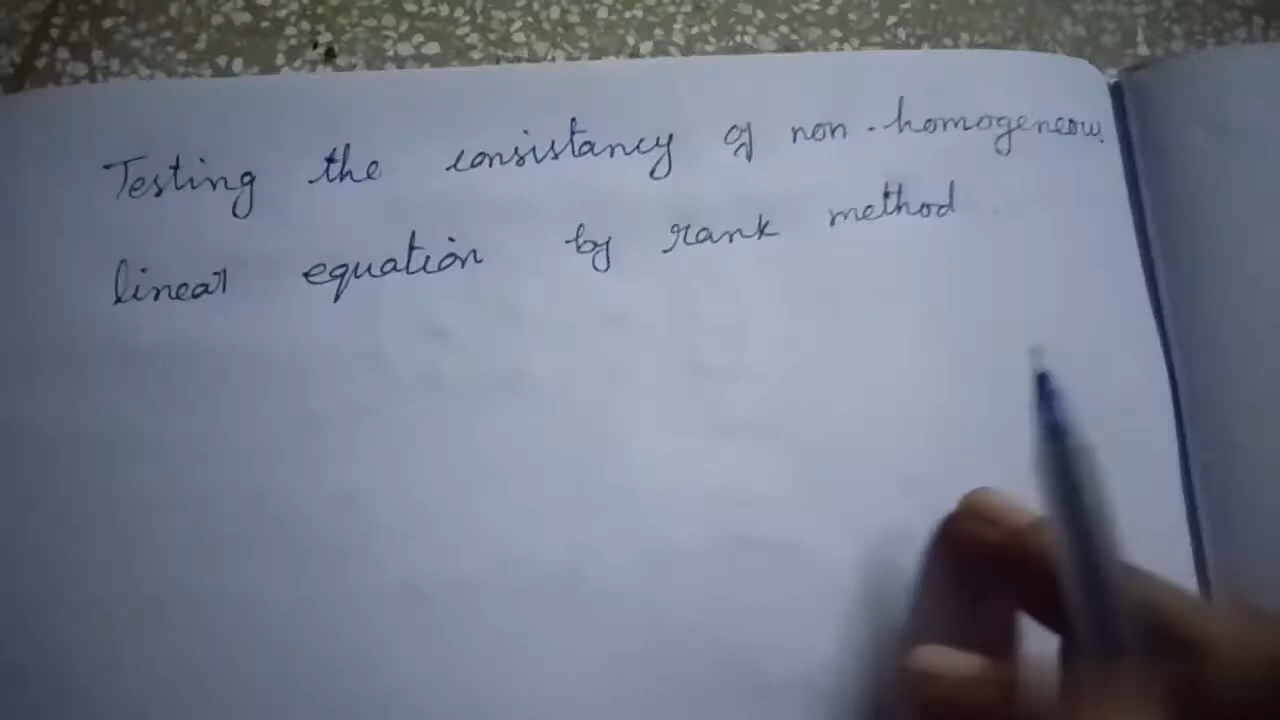 Testing the consistancy of non-homogeneous
linear equation by rank method